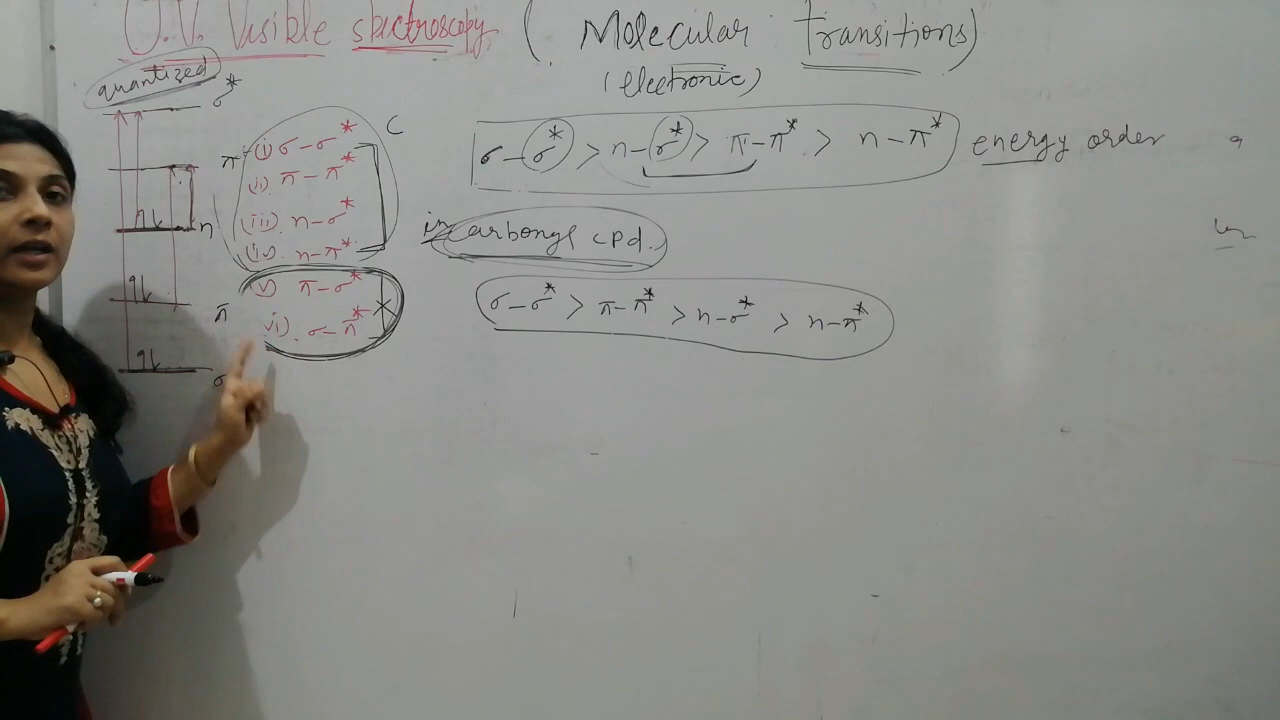 U.V. Visible spectroscopy ( Molecular Transitions)
(electronic)
quantized
σ*
π*
n
π
σ
(i) σ-σ*
(ii). π-π*
(iii). n-σ*
(iv). n-π*
v) π-σ*
vi). σ-π*
σ-σ* > n-σ* > π-π* > n-π* energy order
in Carbonyl cpd.
σ-σ* > π-π* > n-σ* > n-π*